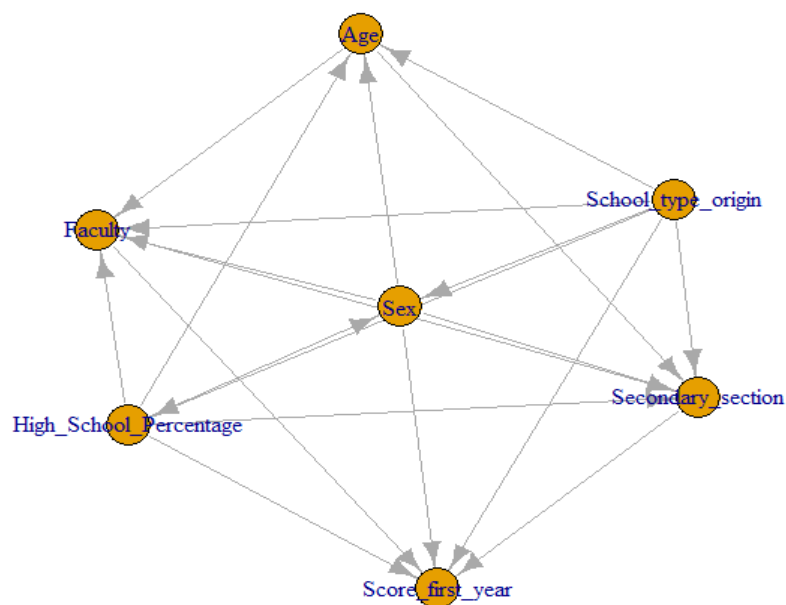 Age
School_type_origin
Faculty
Sex
Secondary_section
High_School_Percentage
Score_first_year